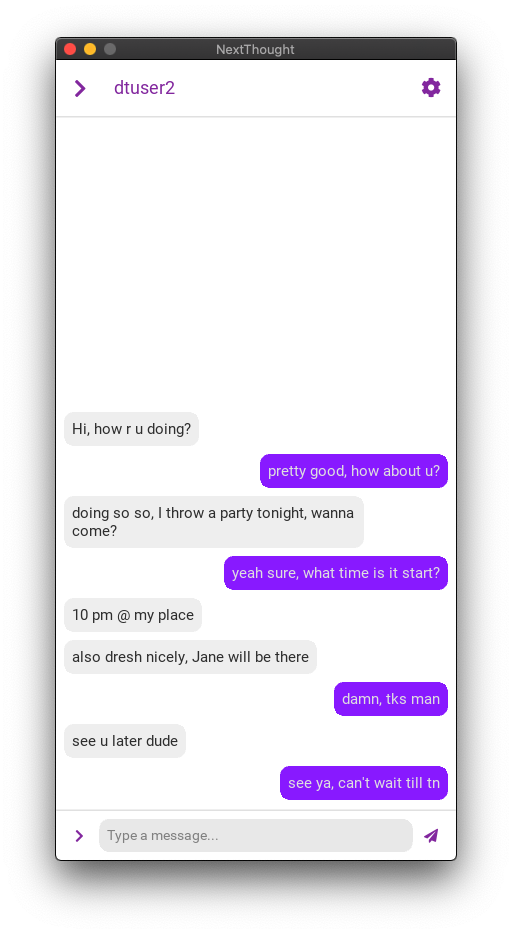 NextThought
dtuser2
Hi, how r u doing?
pretty good, how about u?
doing so so, I throw a party tonight, wanna
come?
yeah sure, what time is it start?
10 pm @ my place
also dresh nicely, Jane will be there
damn, tks man
see u later dude
see ya, can't wait till tn
Type a message...